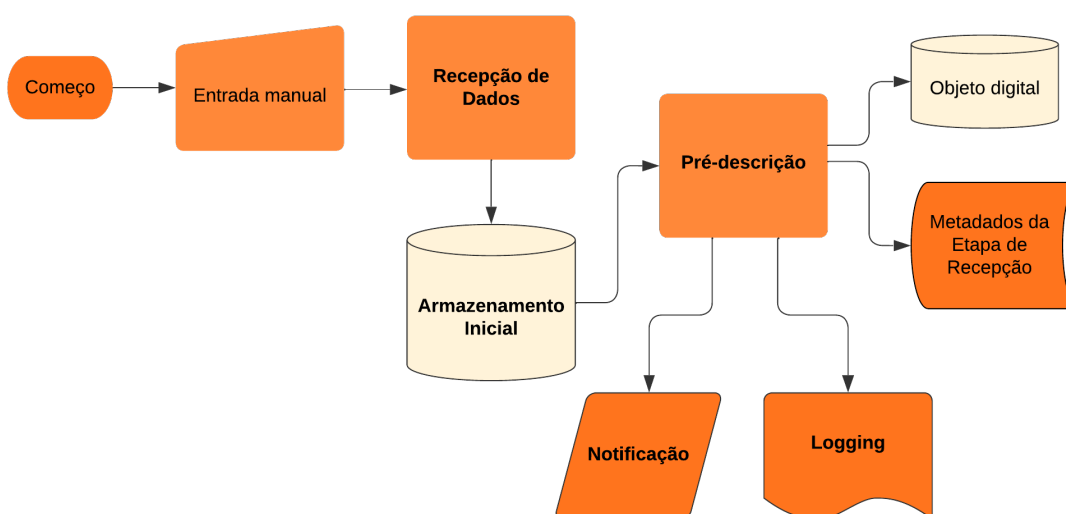 Começo
Entrada manual
Recepção de
Dados
Armazenamento
Inicial
Pré-descrição
Objeto digital
Metadados da
Etapa de
Recepção
Notificação
Logging